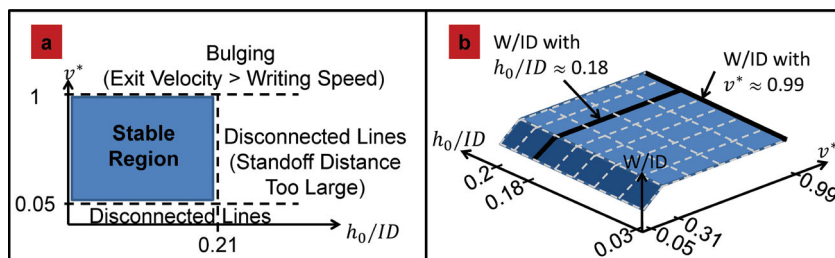 a
v*
Bulging
(Exit Velocity > Writing Speed)
1
Stable
Region
Disconnected Lines
(Standoff Distance
Too Large)
0.05
Disconnected Lines
0.21
h₀/ID
b
W/ID with
h₀/ID ≈ 0.18
W/ID with
v* ≈ 0.99
h₀/ID
W/ID
v*
0.2
0.18
0.99
0.31
0.03
0.05